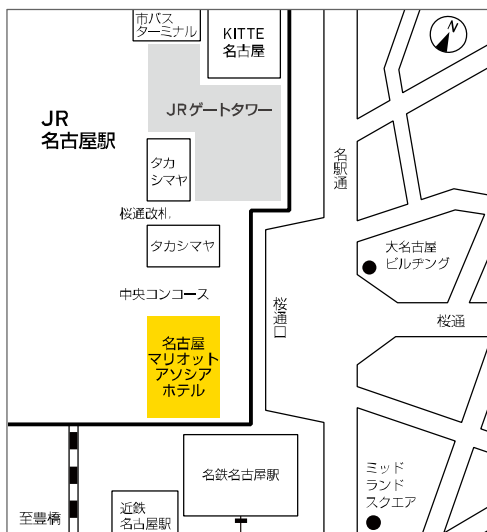 市バス
ターミナル
KITTE
名古屋
N
JRゲートタワー
JR
名古屋駅
タカ
シマヤ
名駅通
桜通改札
タカシマヤ
大名古屋
ビルヂング
中央コンコース
桜通口
桜通
名古屋
マリオット
アソシア
ホテル
名鉄名古屋駅
ミッド
ランド
スクエア
至豊橋
近鉄
名古屋駅